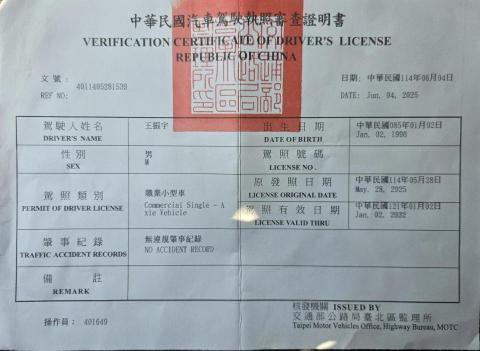 中華民國汽車駕駛執照審查證明書
VERIFICATION CERTIFICATE OF DRIVER'S LICENSE
REPUBLIC OF CHINA
文號： 4011405281539 日期：中華民國114年06月04日
REF NO: DATE: Jun. 04, 2025
駕駛人姓名 王振宇 出生日期 中華民國085年01月02日
DRIVER'S NAME DATE OF BIRTH Jan. 02, 1996
性別 男 駕照號碼
SEX M LICENSE NO.
駕照類別 職業小型車 原發照日期 中華民國114年05月28日
PERMIT OF DRIVER LICENSE Commercial Single - A LICENSE ORIGINAL DATE May. 28, 2025
xie Vehicle 駕照有效日期 中華民國121年01月02日
LICENSE VALID THRU Jan. 02, 2032
肇事紀錄 無違規肇事紀錄
TRAFFIC ACCIDENT RECORDS NO ACCIDENT RECORD
備註
REMARK
核發機關 ISSUED BY
交通部公路局臺北區監理所
操作員： 401649 Taipei Motor Vehicles Office, Highway Bureau, MOTC